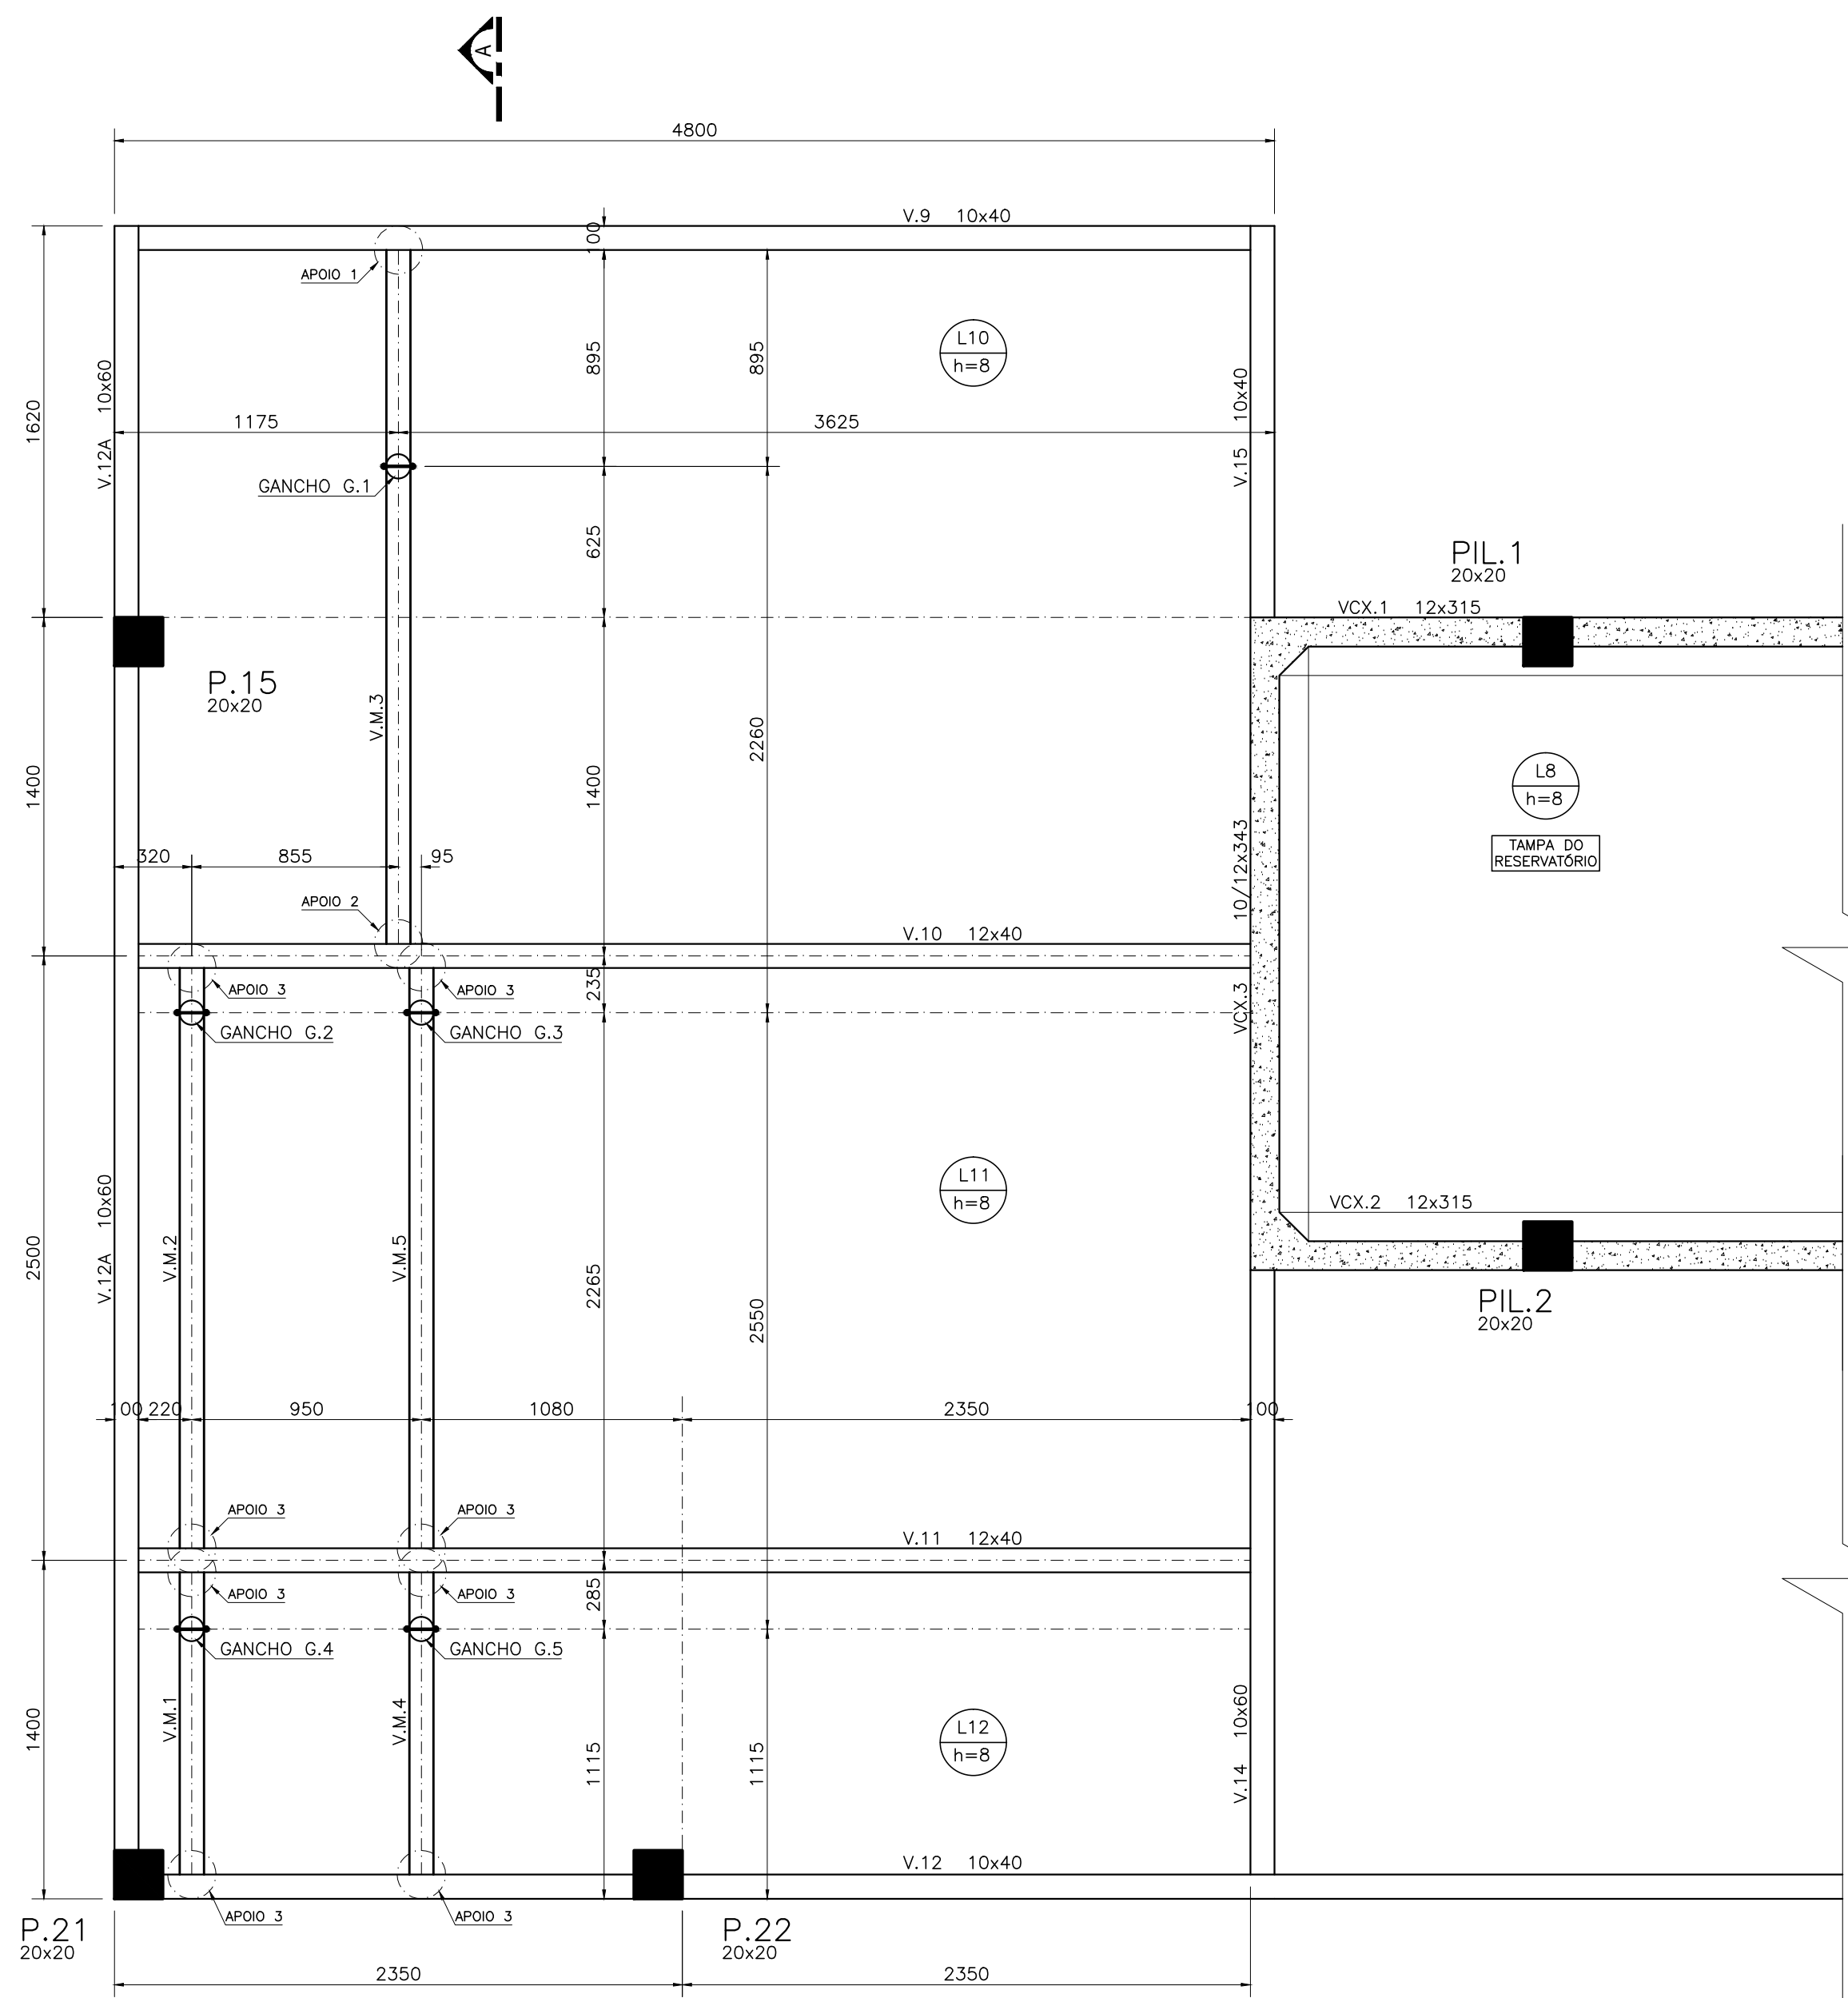 A
4800
V.9 10x40
100
APOIO 1
L10
h=8
895
895
V.12A 10x60
V.15 10x40
1620
1175
3625
GANCHO G.1
625
PIL.1
20x20
VCX.1 12x315
P.15
20x20
V.M.3
2260
1400
1400
L8
h=8
TAMPA DO
RESERVATÓRIO
10/12x343
VCX.3
320
855
95
APOIO 2
V.10 12x40
235
APOIO 3
APOIO 3
GANCHO G.2
GANCHO G.3
L11
h=8
VCX.2 12x315
V.12A 10x60
V.M.2
V.M.5
2500
2265
2550
PIL.2
20x20
100
220
950
1080
2350
100
APOIO 3
APOIO 3
V.11 12x40
APOIO 3
APOIO 3
285
GANCHO G.4
GANCHO G.5
V.M.1
V.M.4
1400
1115
1115
L12
h=8
V.14 10x60
V.12 10x40
APOIO 3
APOIO 3
P.21
20x20
P.22
20x20
2350
2350